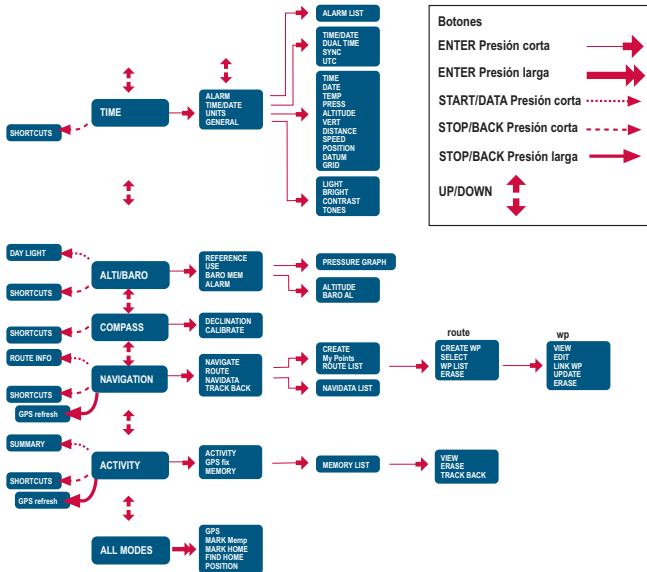 ALARM LIST
TIME/DATE
DUAL TIME
SYNC
UTC
TIME
DATE
TEMP
PRESS
ALTITUDE
VERT
DISTANCE
SPEED
POSITION
DATUM
GRID
LIGHT
BRIGHT
CONTRAST
TONES
ALARM
TIME/DATE
UNITS
GENERAL
TIME
SHORTCUTS
Botones
ENTER Presión corta
ENTER Presión larga
START/DATA Presión corta
STOP/BACK Presión corta
STOP/BACK Presión larga
UP/DOWN
DAY LIGHT
SHORTCUTS
ALTI/BARO
REFERENCE
USE
BARO MEM
ALARM
PRESSURE GRAPH
ALTITUDE
BARO AL
SHORTCUTS
COMPASS
DECLINATION
CALIBRATE
ROUTE INFO
SHORTCUTS
GPS refresh
NAVIGATION
NAVIGATE
ROUTE
NAVIDATA
TRACK BACK
CREATE
My Points
ROUTE LIST
NAVIDATA LIST
route
CREATE WP
SELECT
WP LIST
ERASE
wp
VIEW
EDIT
LINK WP
UPDATE
ERASE
SUMMARY
SHORTCUTS
GPS refresh
ACTIVITY
ACTIVITY
GPS fix
MEMORY
MEMORY LIST
VIEW
ERASE
TRACK BACK
ALL MODES
GPS
MARK Memp
MARK HOME
FIND HOME
POSITION